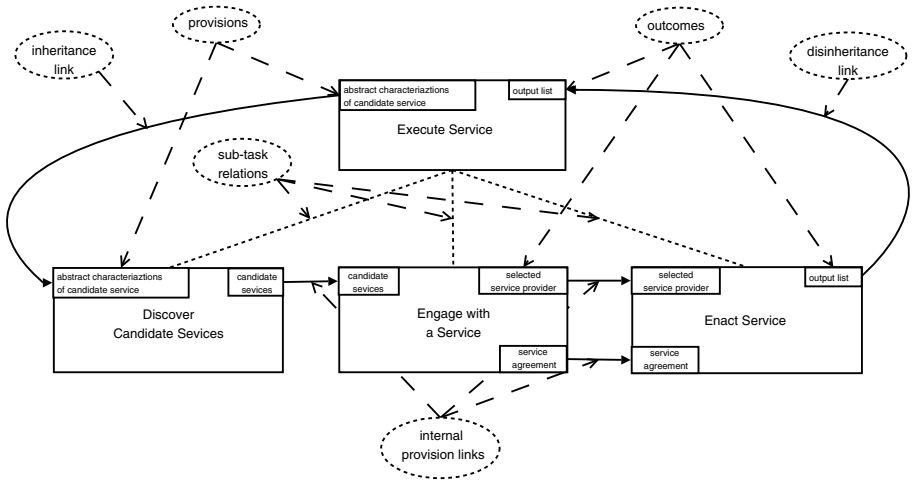 provisions
outcomes
inheritance
link
disinheritance
link
abstract characteriaztions
of candidate service
output list
Execute Service
sub-task
relations
abstract characteriaztions
of candidate service
candidate
sevices
Discover
Candidate Sevices
candidate
sevices
selected
service provider
Engage with
a Service
service
agreement
selected
service provider
output list
Enact Service
service
agreement
internal
provision links